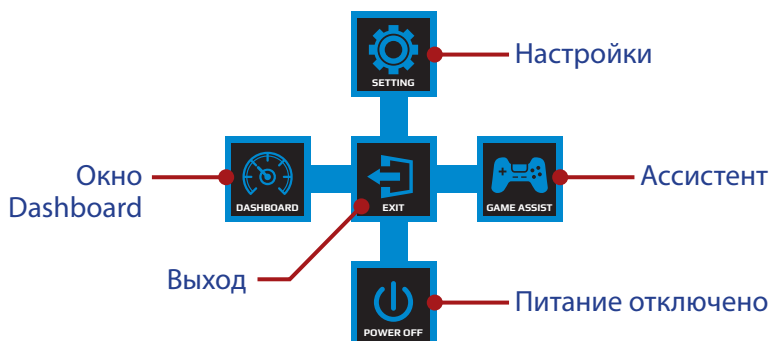 SETTING
Настройки
Окно
Dashboard
DASHBOARD
EXIT
GAME ASSIST
Ассистент
Выход
POWER OFF
Питание отключено